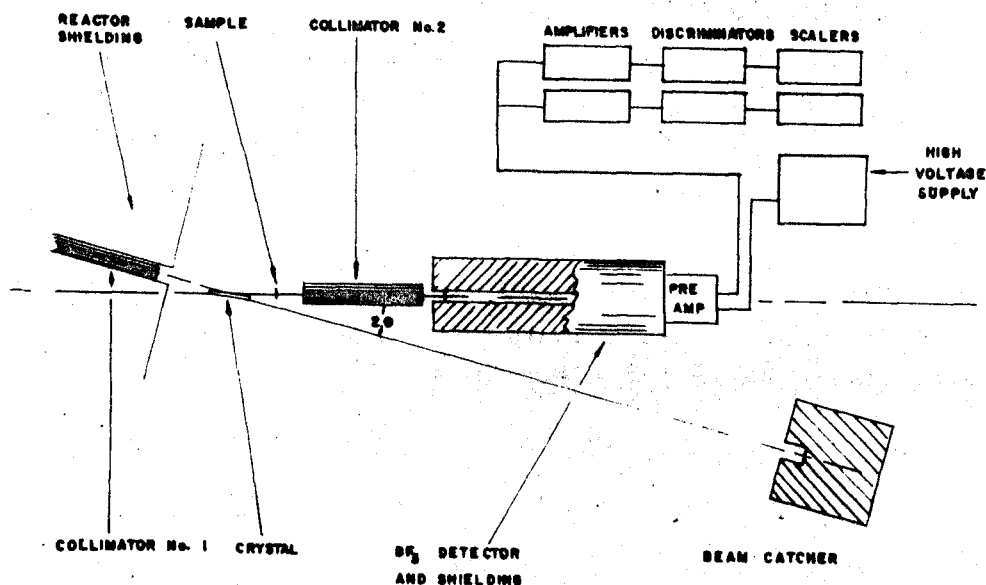 REACTOR
SHIELDING
SAMPLE
COLLIMATOR No.2
AMPLIFIERS
DISCRIMINATORS
SCALERS
HIGH
VOLTAGE
SUPPLY
PRE
AMP
2θ
COLLIMATOR No. 1
CRYSTAL
BF₃ DETECTOR
AND SHIELDING
BEAM CATCHER